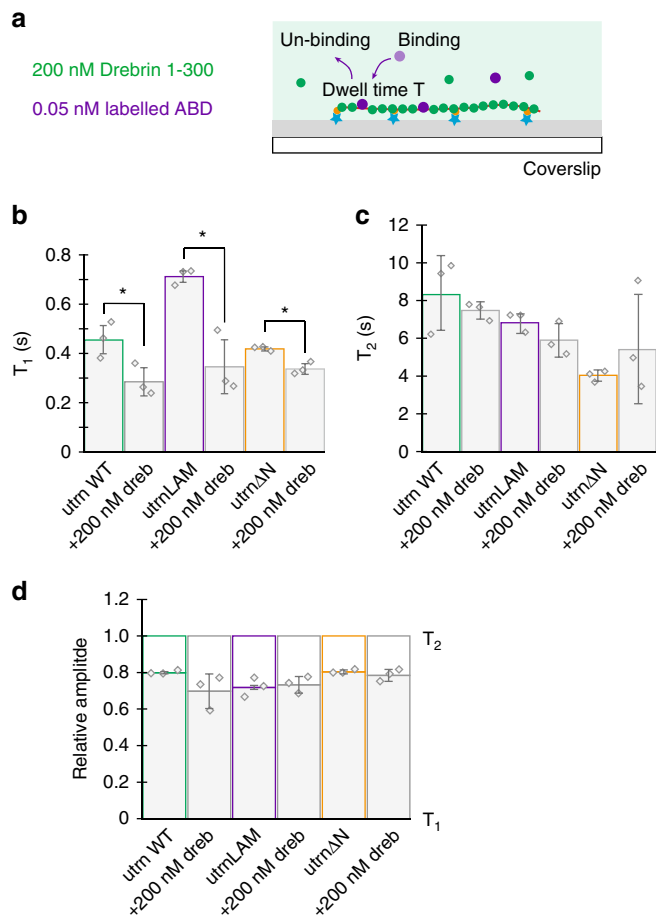 a
200 nM Drebrin 1-300
0.05 nM labelled ABD
Un-binding
Binding
Dwell time T
Coverslip
b
T1 (s)
0.8
0.6
0.4
0.2
0
*
*
*
utrn WT
+200 nM dreb
utrnLAM
+200 nM dreb
utrnΔN
+200 nM dreb
c
T2 (s)
12
10
8
6
4
2
0
utrn WT
+200 nM dreb
utrnLAM
+200 nM dreb
utrnΔN
+200 nM dreb
d
Relative amplitde
1.2
1.0
0.8
0.6
0.4
0.2
0
T2
T1
utrn WT
+200 nM dreb
utrnLAM
+200 nM dreb
utrnΔN
+200 nM dreb